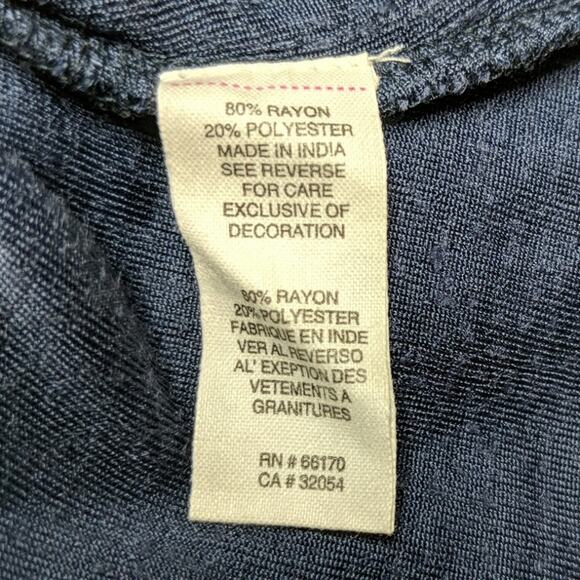 80% RAYON
20% POLYESTER
MADE IN INDIA
SEE REVERSE
FOR CARE
EXCLUSIVE OF
DECORATION
80% RAYON
20% POLYESTER
FABRIQUE EN INDE
VER AL REVERSO
AL' EXEPTION DES
VETEMENTS A
GRANITURES
RN # 66170
CA # 32054